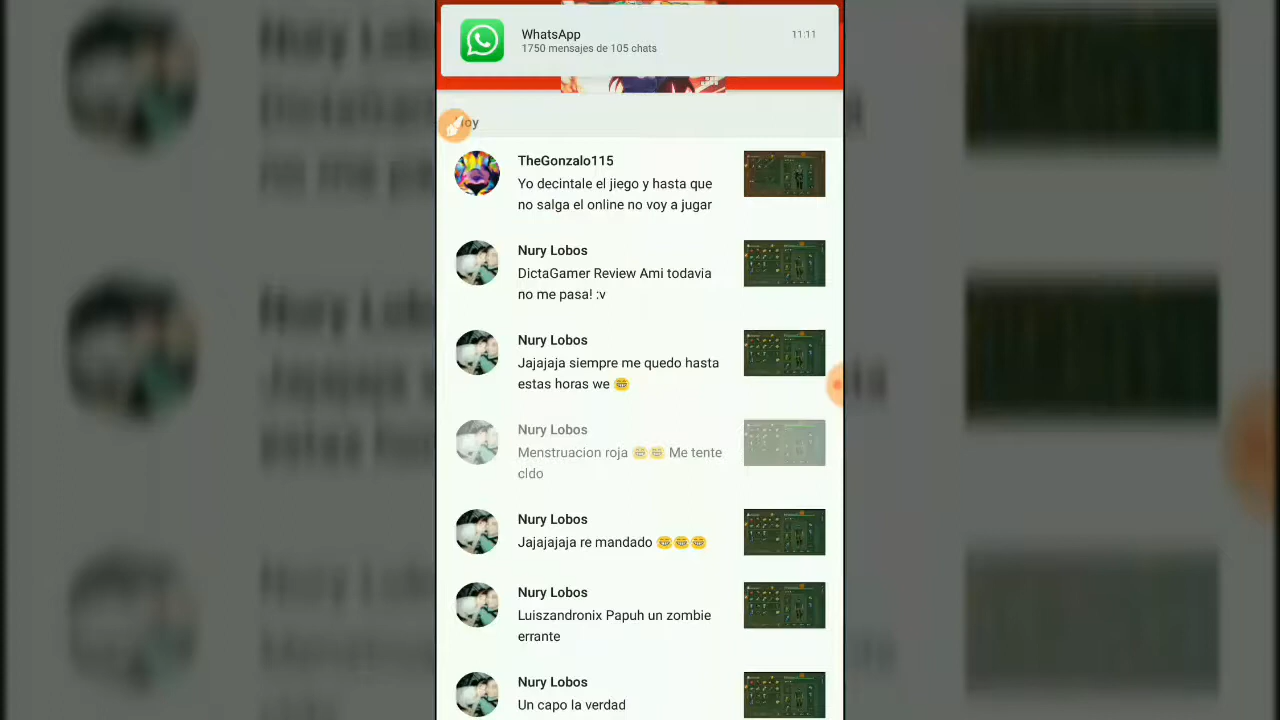 WhatsApp
11:11
1750 mensajes de 105 chats
oy
TheGonzalo115
Yo decintale el jiego y hasta que
no salga el online no voy a jugar
Nury Lobos
DictaGamer Review Ami todavia
no me pasa! :v
Nury Lobos
Jajajaja siempre me quedo hasta
estas horas we 🤓
Nury Lobos
Menstruacion roja 😁😁 Me tente
cldo
Nury Lobos
Jajajajaja re mandado 🤓🤓🤓
Nury Lobos
Luiszandronix Papuh un zombie
errante
Nury Lobos
Un capo la verdad